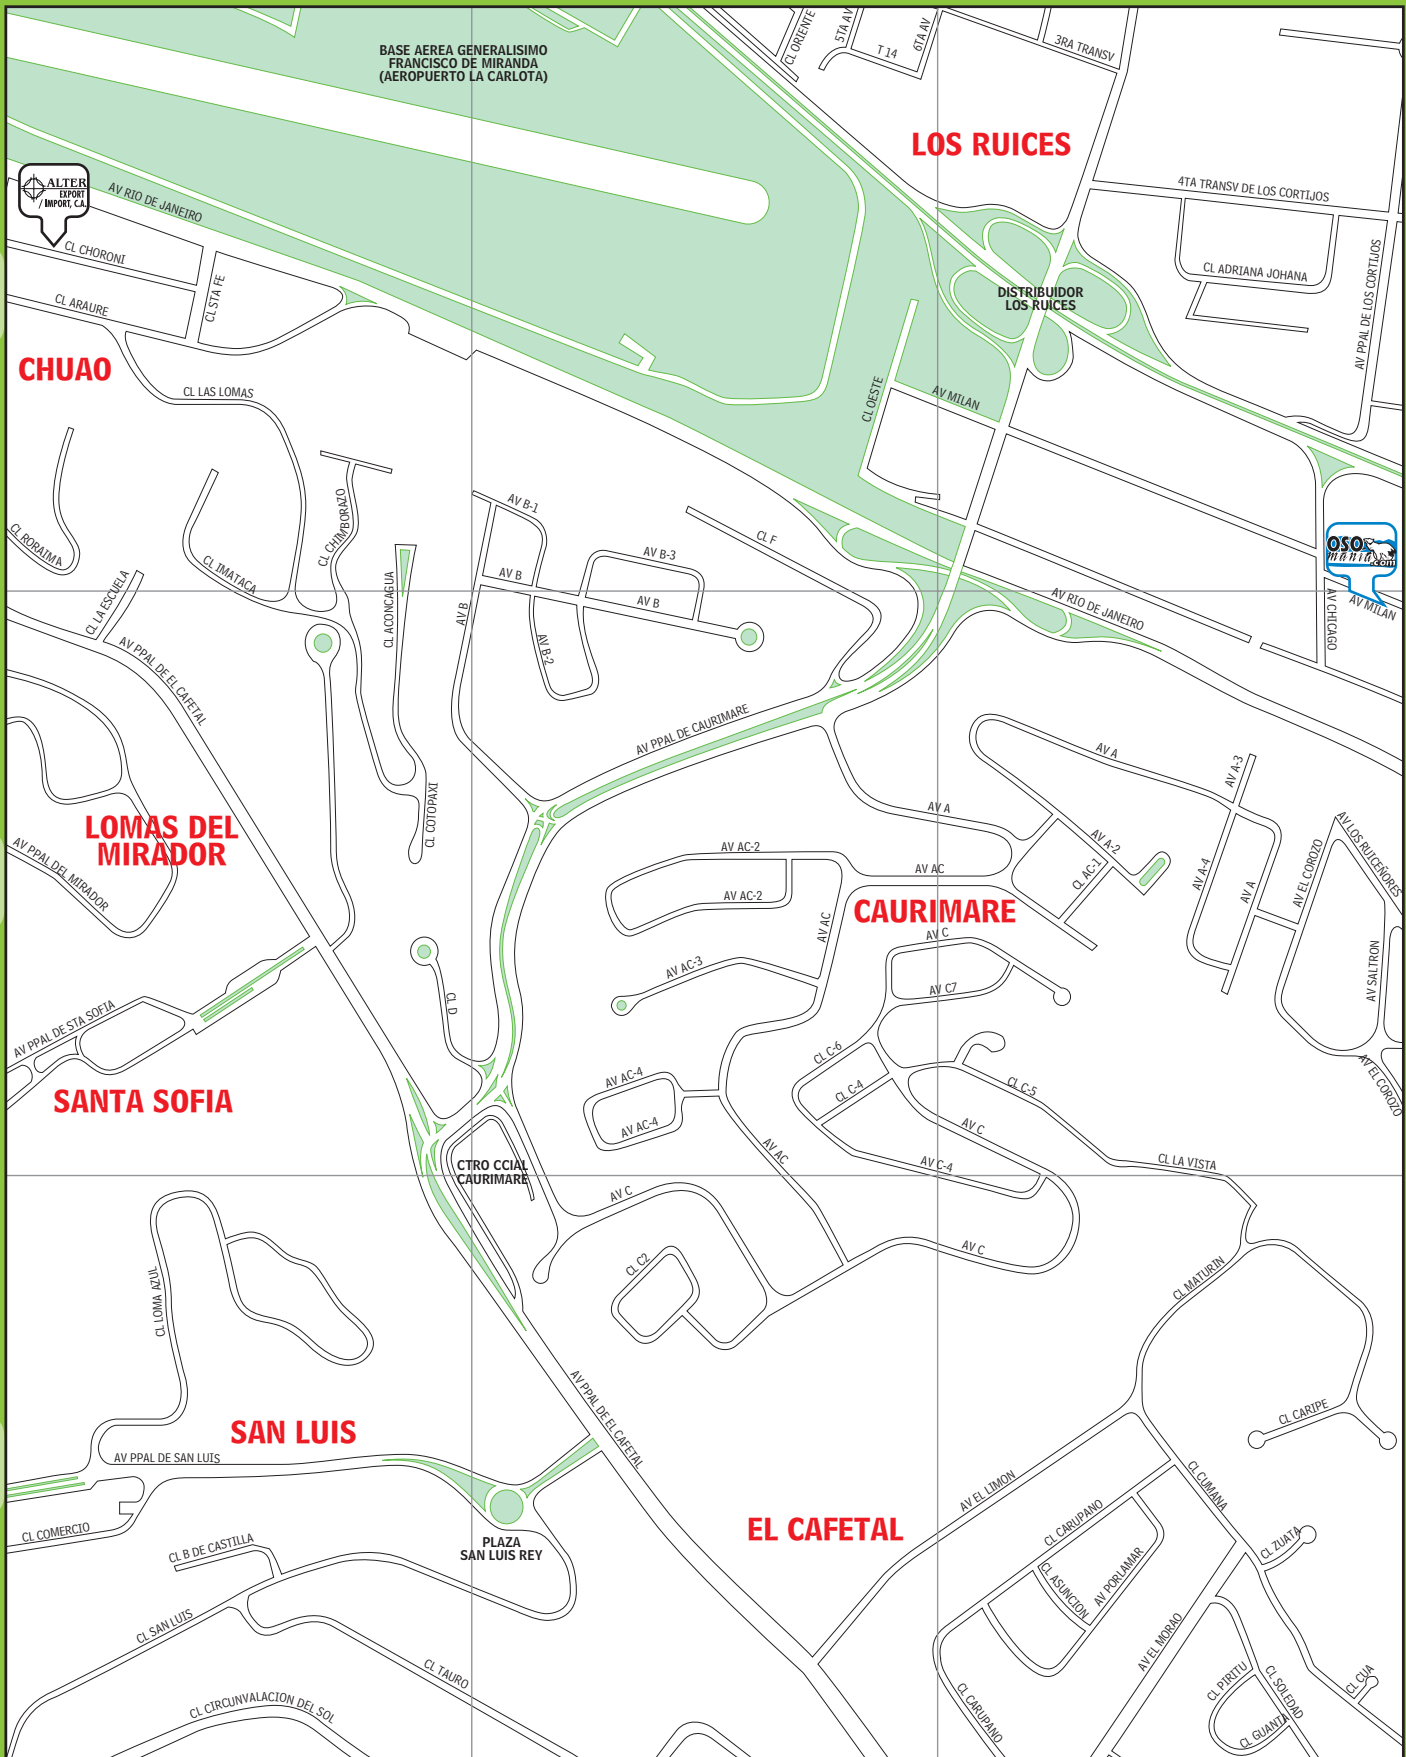 BASE AEREA GENERALISIMO
FRANCISCO DE MIRANDA
(AEROPUERTO LA CARLOTA)
CL ORIENTE
5TA AV
T 14
6TA AV
3RA TRANSV
LOS RUICES
4TA TRANSV DE LOS CORTIJOS
CL ADRIANA JOHANA
AV PPAL DE LOS CORTIJOS
DISTRIBUIDOR
LOS RUICES
ALTER
EXPORT
/ IMPORT, C.A.
AV RIO DE JANEIRO
CL CHORONI
CL STA FE
CL ARAURE
CHUAO
CL LAS LOMAS
CL OESTE
AV MILAN
CL RORAIMA
CL IMATACA
CL CHIMBORAZO
CL ACONCAGUA
CL LA ESCUELA
AV B-1
AV B-3
AV B
AV B
AV B
AV B-2
CL F
OSO
mania
.com
AV MILAN
AV CHICAGO
AV RIO DE JANEIRO
AV PPAL DE EL CAFETAL
AV PPAL DE CAURIMARE
CL COTOPAXI
LOMAS DEL
MIRADOR
AV PPAL DEL MIRADOR
AV A
AV A-3
AV A
AV A-2
CL AC-1
AV A-4
AV A
AV EL COROZO
AV LOS RUICEÑORES
AV SALTRON
AV EL COROZO
AV AC-2
AV AC-2
AV AC
AV AC
CAURIMARE
AV C
AV C7
AV AC-3
CL D
AV PPAL DE STA SOFIA
SANTA SOFIA
CL C-6
CL C-4
CL C-5
AV AC-4
AV AC-4
AV AC
AV C
AV C-4
CL LA VISTA
CTRO CCIAL
CAURIMARE
AV C
AV C
CL C2
CL MATURIN
CL LOMA AZUL
SAN LUIS
AV PPAL DE SAN LUIS
AV PPAL DE EL CAFETAL
CL CARIPE
CL CUMANA
AV EL LIMON
EL CAFETAL
CL CARUPANO
CL ZUATA
CL COMERCIO
CL B DE CASTILLA
PLAZA
SAN LUIS REY
CL ASUNCION
AV PORLAMAR
CL SAN LUIS
CL TAURO
CL CIRCUNVALACION DEL SOL
CL CARUPANO
AV EL MORAO
CL PIRITU
CL SOLEDAD
CL GUANTA
CL CUA